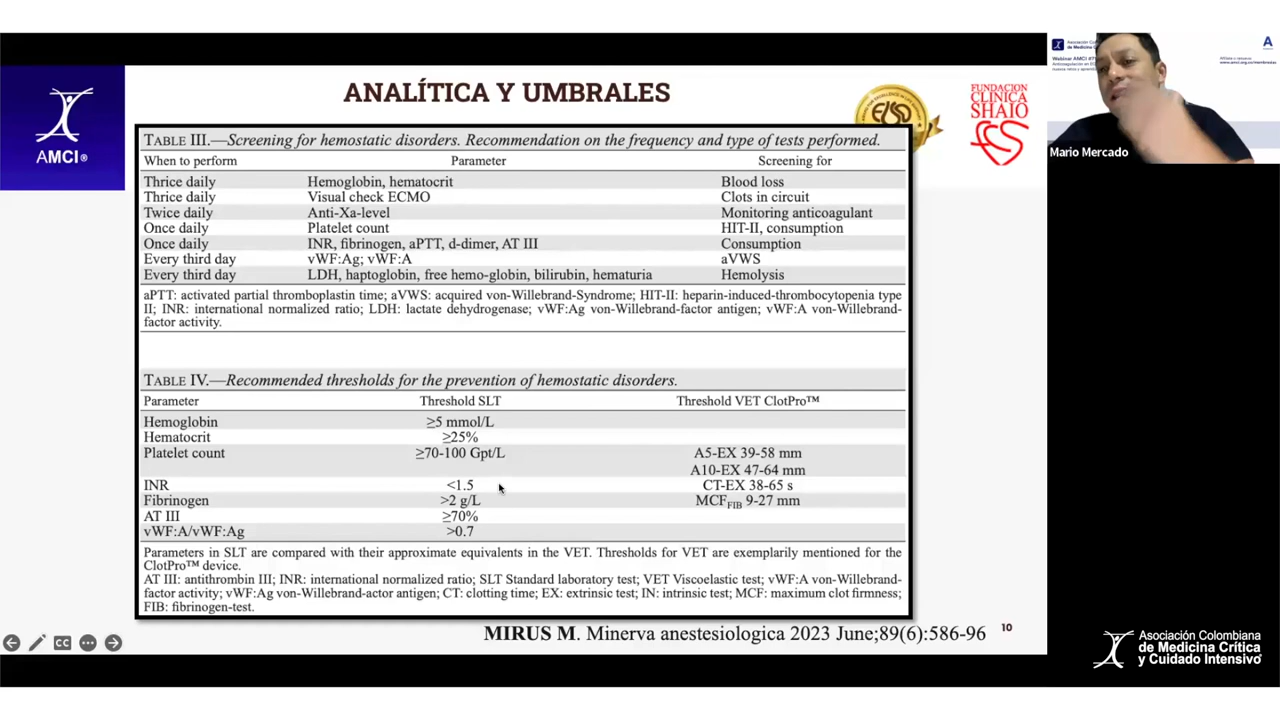 ANALÍTICA Y UMBRALES
AMCI®
FUNDACION
CLINICA
SHAIO
TABLE III.—Screening for hemostatic disorders. Recommendation on the frequency and type of tests performed.
When to perform Parameter Screening for
Thrice daily Hemoglobin, hematocrit Blood loss
Thrice daily Visual check ECMO Clots in circuit
Twice daily Anti-Xa-level Monitoring anticoagulant
Once daily Platelet count HIT-II, consumption
Once daily INR, fibrinogen, aPTT, d-dimer, AT III Consumption
Every third day vWF:Ag; vWF:A aVWS
Every third day LDH, haptoglobin, free hemo-globin, bilirubin, hematuria Hemolysis
aPTT: activated partial thromboplastin time; aVWS: acquired von-Willebrand-Syndrome; HIT-II: heparin-induced-thrombocytopenia type
II; INR: international normalized ratio; LDH: lactate dehydrogenase; vWF:Ag von-Willebrand-factor antigen; vWF:A von-Willebrand-
factor activity.
TABLE IV.—Recommended thresholds for the prevention of hemostatic disorders.
Parameter Threshold SLT Threshold VET ClotPro™
Hemoglobin ≥5 mmol/L
Hematocrit ≥25%
Platelet count ≥70-100 Gpt/L A5-EX 39-58 mm
A10-EX 47-64 mm
INR <1.5 CT-EX 38-65 s
Fibrinogen >2 g/L MCF FIB 9-27 mm
AT III ≥70%
vWF:A/vWF:Ag >0.7
Parameters in SLT are compared with their approximate equivalents in the VET. Thresholds for VET are exemplarily mentioned for the
ClotPro™ device.
AT III: antithrombin III; INR: international normalized ratio; SLT Standard laboratory test; VET Viscoelastic test; vWF:A von-Willebrand-
factor activity; vWF:Ag von-Willebrand-actor antigen; CT: clotting time; EX: extrinsic test; IN: intrinsic test; MCF: maximum clot firmness;
FIB: fibrinogen-test.
MIRUS M. Minerva anestesiologica 2023 June;89(6):586-96
10
CC
Mario Mercado
Asociación Colombiana
de Medicina Crítica
y Cuidado Intensivo®